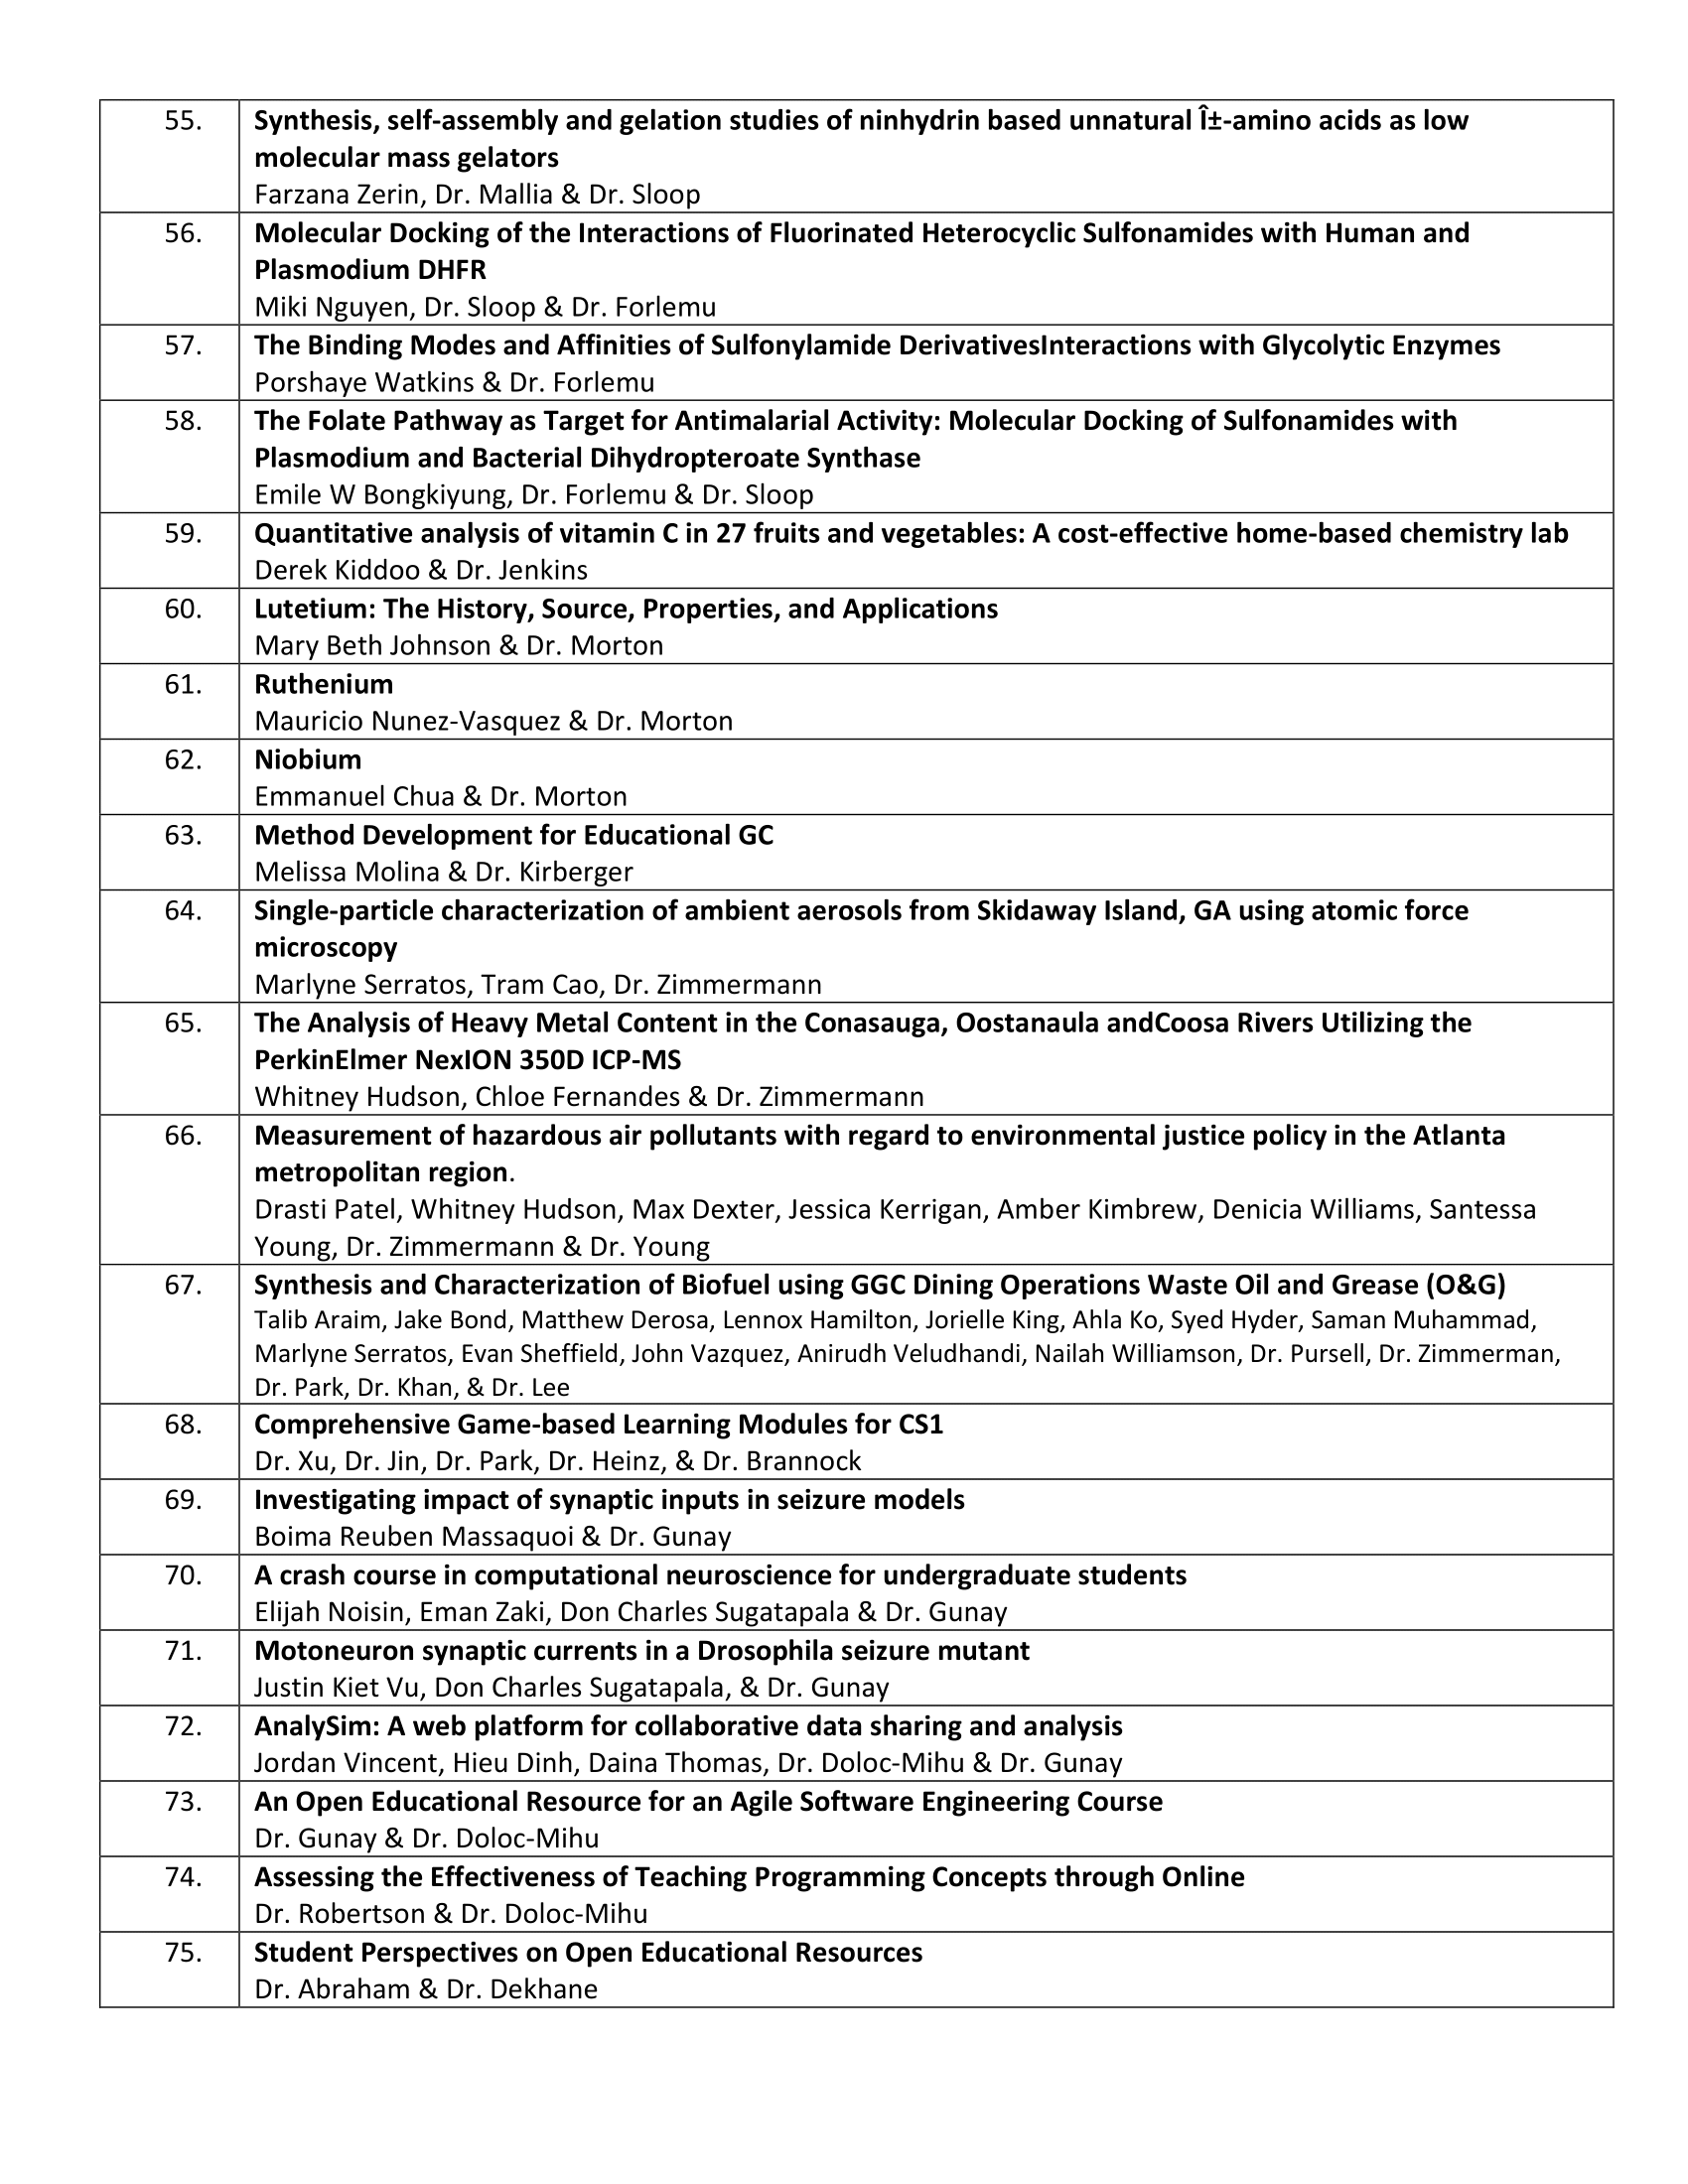 55.
Synthesis, self-assembly and gelation studies of ninhydrin based unnatural Î±-amino acids as low
molecular mass gelators
Farzana Zerin, Dr. Mallia & Dr. Sloop
56.
Molecular Docking of the Interactions of Fluorinated Heterocyclic Sulfonamides with Human and
Plasmodium DHFR
Miki Nguyen, Dr. Sloop & Dr. Forlemu
57.
The Binding Modes and Affinities of Sulfonylamide DerivativesInteractions with Glycolytic Enzymes
Porshaye Watkins & Dr. Forlemu
58.
The Folate Pathway as Target for Antimalarial Activity: Molecular Docking of Sulfonamides with
Plasmodium and Bacterial Dihydropteroate Synthase
Emile W Bongkiyung, Dr. Forlemu & Dr. Sloop
59.
Quantitative analysis of vitamin C in 27 fruits and vegetables: A cost-effective home-based chemistry lab
Derek Kiddoo & Dr. Jenkins
60.
Lutetium: The History, Source, Properties, and Applications
Mary Beth Johnson & Dr. Morton
61.
Ruthenium
Mauricio Nunez-Vasquez & Dr. Morton
62.
Niobium
Emmanuel Chua & Dr. Morton
63.
Method Development for Educational GC
Melissa Molina & Dr. Kirberger
64.
Single-particle characterization of ambient aerosols from Skidaway Island, GA using atomic force
microscopy
Marlyne Serratos, Tram Cao, Dr. Zimmermann
65.
The Analysis of Heavy Metal Content in the Conasauga, Oostanaula andCoosa Rivers Utilizing the
PerkinElmer NexION 350D ICP-MS
Whitney Hudson, Chloe Fernandes & Dr. Zimmermann
66.
Measurement of hazardous air pollutants with regard to environmental justice policy in the Atlanta
metropolitan region.
Drasti Patel, Whitney Hudson, Max Dexter, Jessica Kerrigan, Amber Kimbrew, Denicia Williams, Santessa
Young, Dr. Zimmermann & Dr. Young
67.
Synthesis and Characterization of Biofuel using GGC Dining Operations Waste Oil and Grease (O&G)
Talib Araim, Jake Bond, Matthew Derosa, Lennox Hamilton, Jorielle King, Ahla Ko, Syed Hyder, Saman Muhammad,
Marlyne Serratos, Evan Sheffield, John Vazquez, Anirudh Veludhandi, Nailah Williamson, Dr. Pursell, Dr. Zimmerman,
Dr. Park, Dr. Khan, & Dr. Lee
68.
Comprehensive Game-based Learning Modules for CS1
Dr. Xu, Dr. Jin, Dr. Park, Dr. Heinz, & Dr. Brannock
69.
Investigating impact of synaptic inputs in seizure models
Boima Reuben Massaquoi & Dr. Gunay
70.
A crash course in computational neuroscience for undergraduate students
Elijah Noisin, Eman Zaki, Don Charles Sugatapala & Dr. Gunay
71.
Motoneuron synaptic currents in a Drosophila seizure mutant
Justin Kiet Vu, Don Charles Sugatapala, & Dr. Gunay
72.
AnalySim: A web platform for collaborative data sharing and analysis
Jordan Vincent, Hieu Dinh, Daina Thomas, Dr. Doloc-Mihu & Dr. Gunay
73.
An Open Educational Resource for an Agile Software Engineering Course
Dr. Gunay & Dr. Doloc-Mihu
74.
Assessing the Effectiveness of Teaching Programming Concepts through Online
Dr. Robertson & Dr. Doloc-Mihu
75.
Student Perspectives on Open Educational Resources
Dr. Abraham & Dr. Dekhane